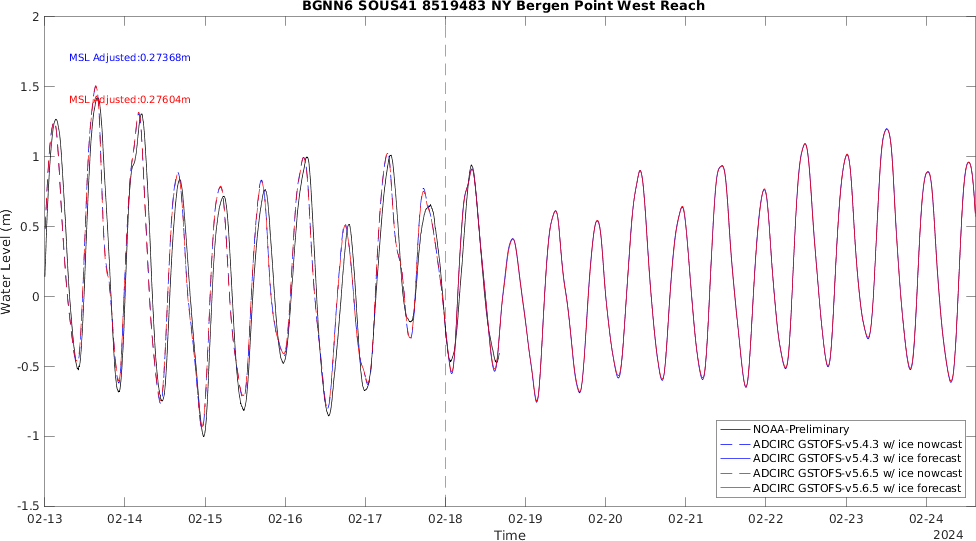 BGNN6 SOUS41 8519483 NY Bergen Point West Reach
Water Level (m)
2
1.5
1
0.5
0
-0.5
-1
-1.5
MSL Adjusted:0.27368m
MSL Adjusted:0.27604m
NOAA-Preliminary
ADCIRC GSTOFS-v5.4.3 w/ ice nowcast
ADCIRC GSTOFS-v5.4.3 w/ ice forecast
ADCIRC GSTOFS-v5.6.5 w/ ice nowcast
ADCIRC GSTOFS-v5.6.5 w/ ice forecast
02-13 02-14 02-15 02-16 02-17 02-18 02-19 02-20 02-21 02-22 02-23 02-24
Time
2024